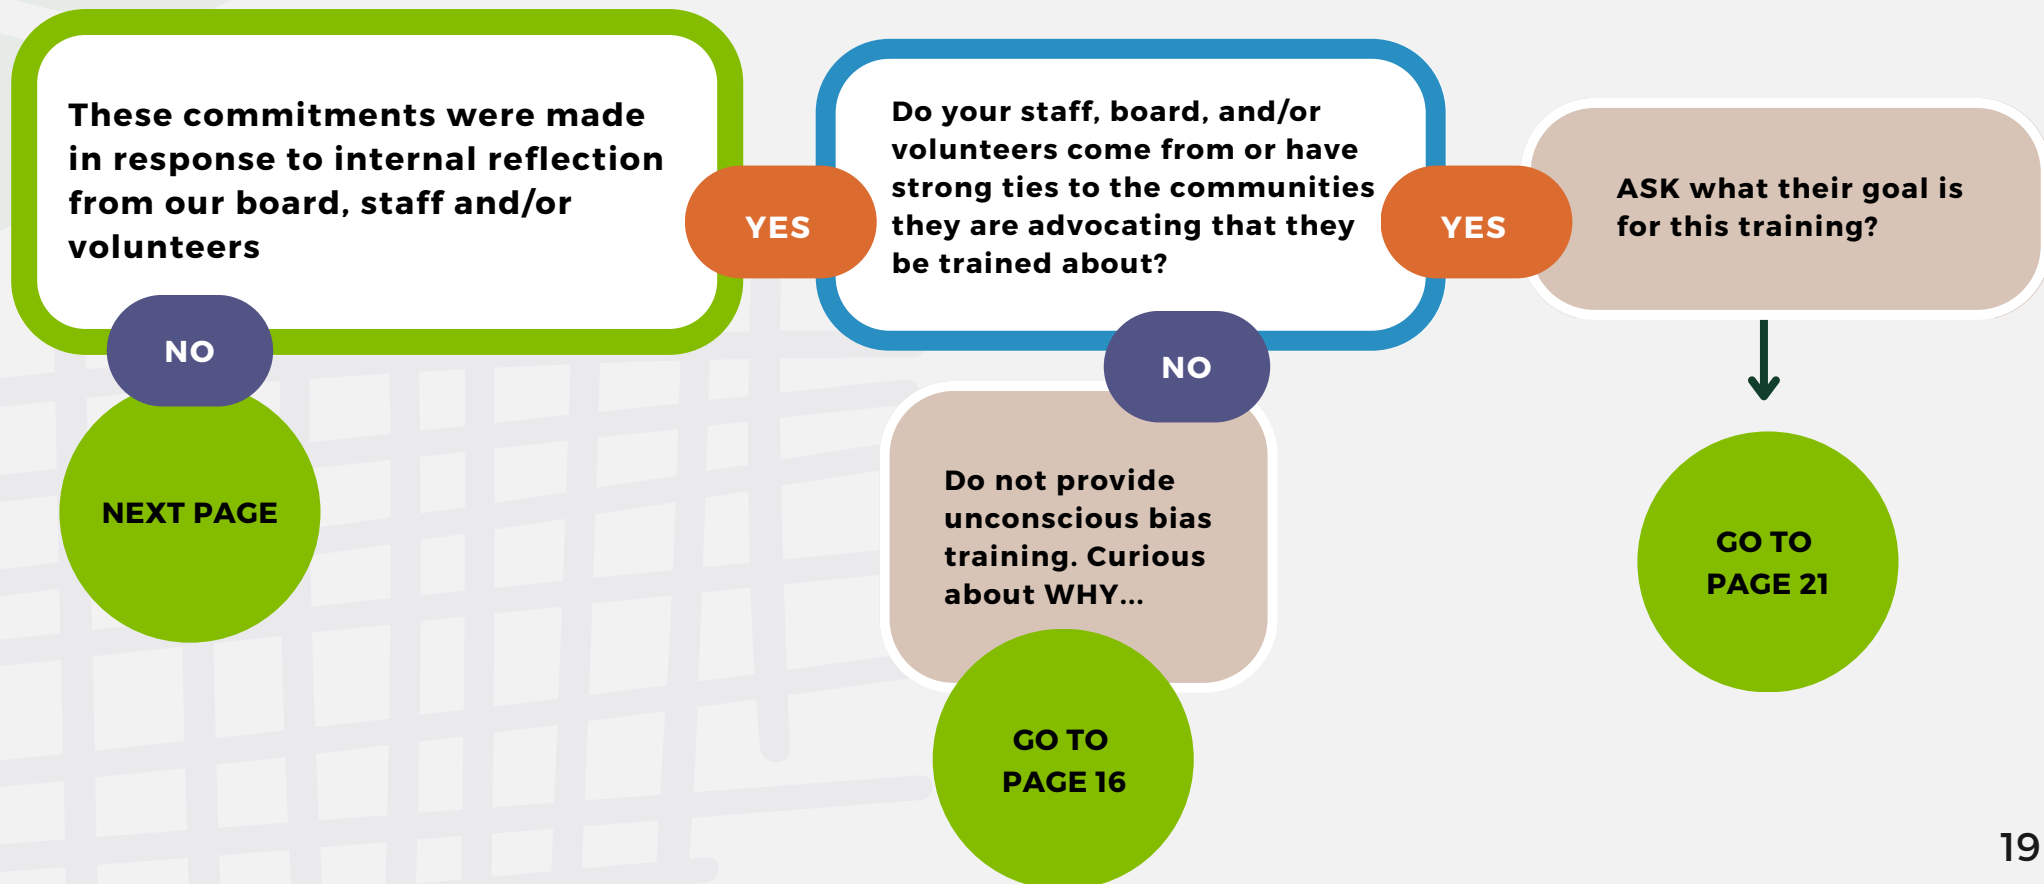 These commitments were made
in response to internal reflection
from our board, staff and/or
volunteers
YES
NO
NEXT PAGE
Do your staff, board, and/or
volunteers come from or have
strong ties to the communities
they are advocating that they
be trained about?
YES
NO
Do not provide
unconscious bias
training. Curious
about WHY...
GO TO
PAGE 16
ASK what their goal is
for this training?
GO TO
PAGE 21
19